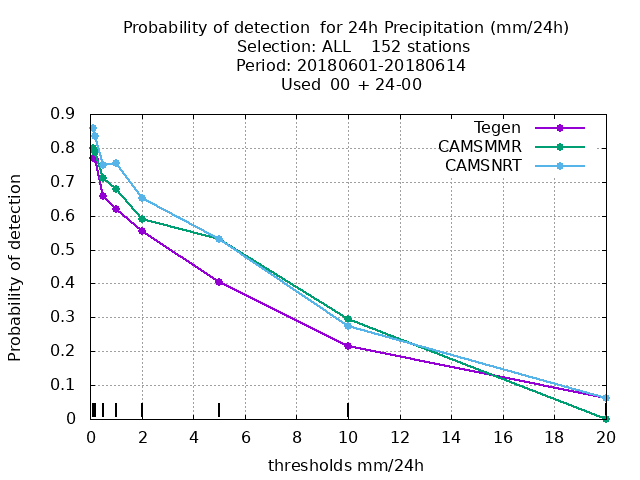 Probability of detection  for 24h Precipitation (mm/24h)
Selection: ALL    152 stations
Period: 20180601-20180614
Used  00 + 24-00
Tegen
CAMSMMR
CAMSNRT
Probability of detection
0.9
0.8
0.7
0.6
0.5
0.4
0.3
0.2
0.1
0
0 2 4 6 8 10 12 14 16 18 20
thresholds mm/24h